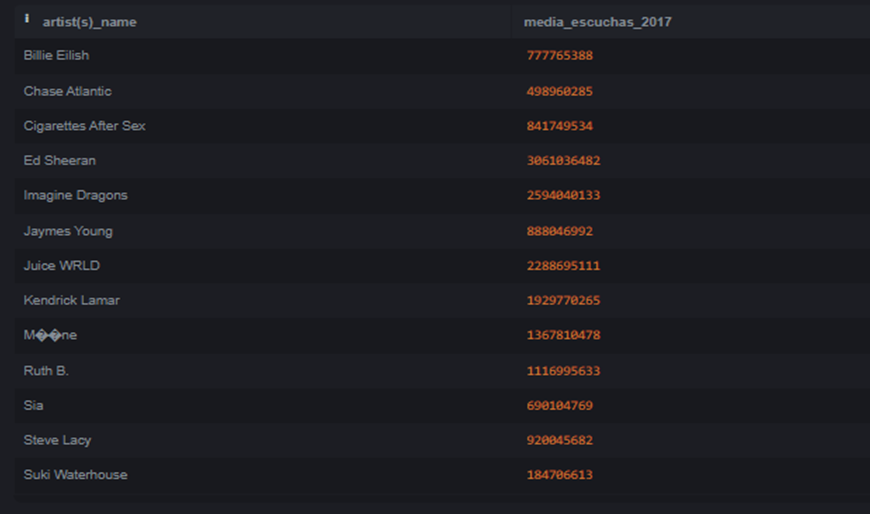 i artist(s)_name media_escuchas_2017
Billie Eilish 777765388
Chase Atlantic 498960285
Cigarettes After Sex 841749534
Ed Sheeran 3061036482
Imagine Dragons 2594040133
Jaymes Young 888046992
Juice WRLD 2288695111
Kendrick Lamar 1929770265
M��ne 1367810478
Ruth B. 1116995633
Sia 690104769
Steve Lacy 920045682
Suki Waterhouse 184706613